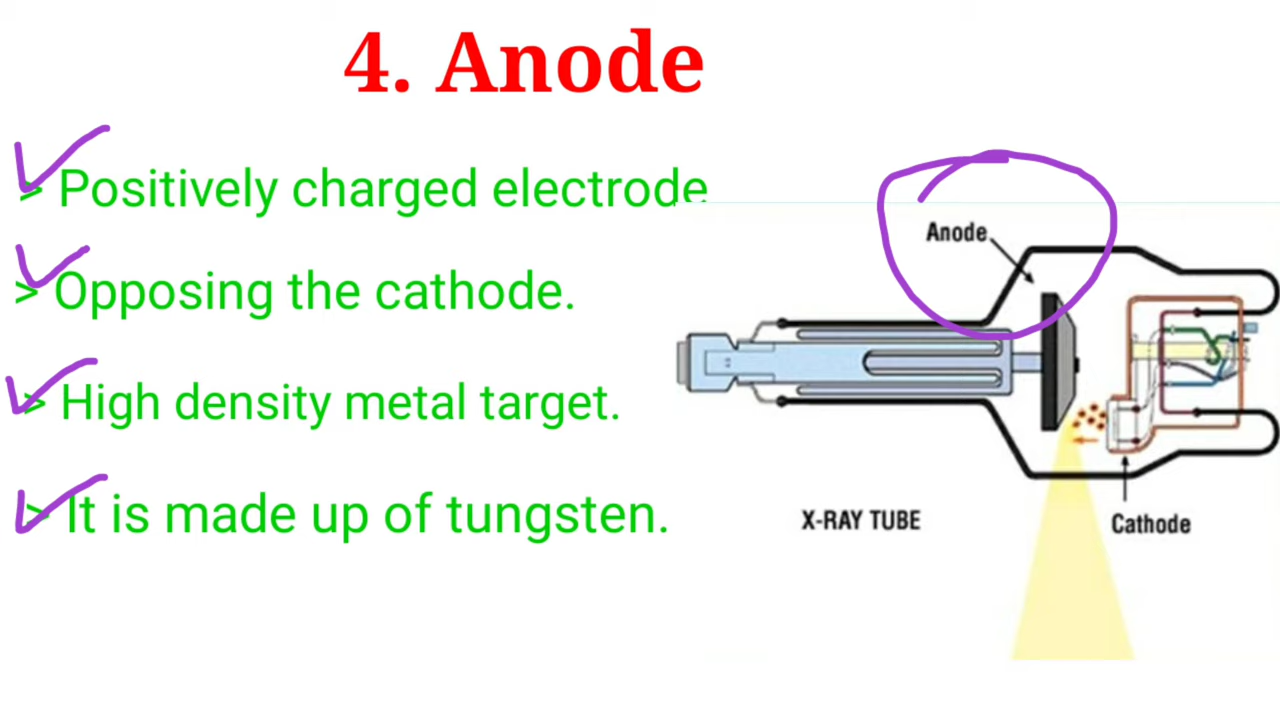 4. Anode
> Positively charged electrode
> Opposing the cathode.
> High density metal target.
> It is made up of tungsten.
Anode
X-RAY TUBE
Cathode